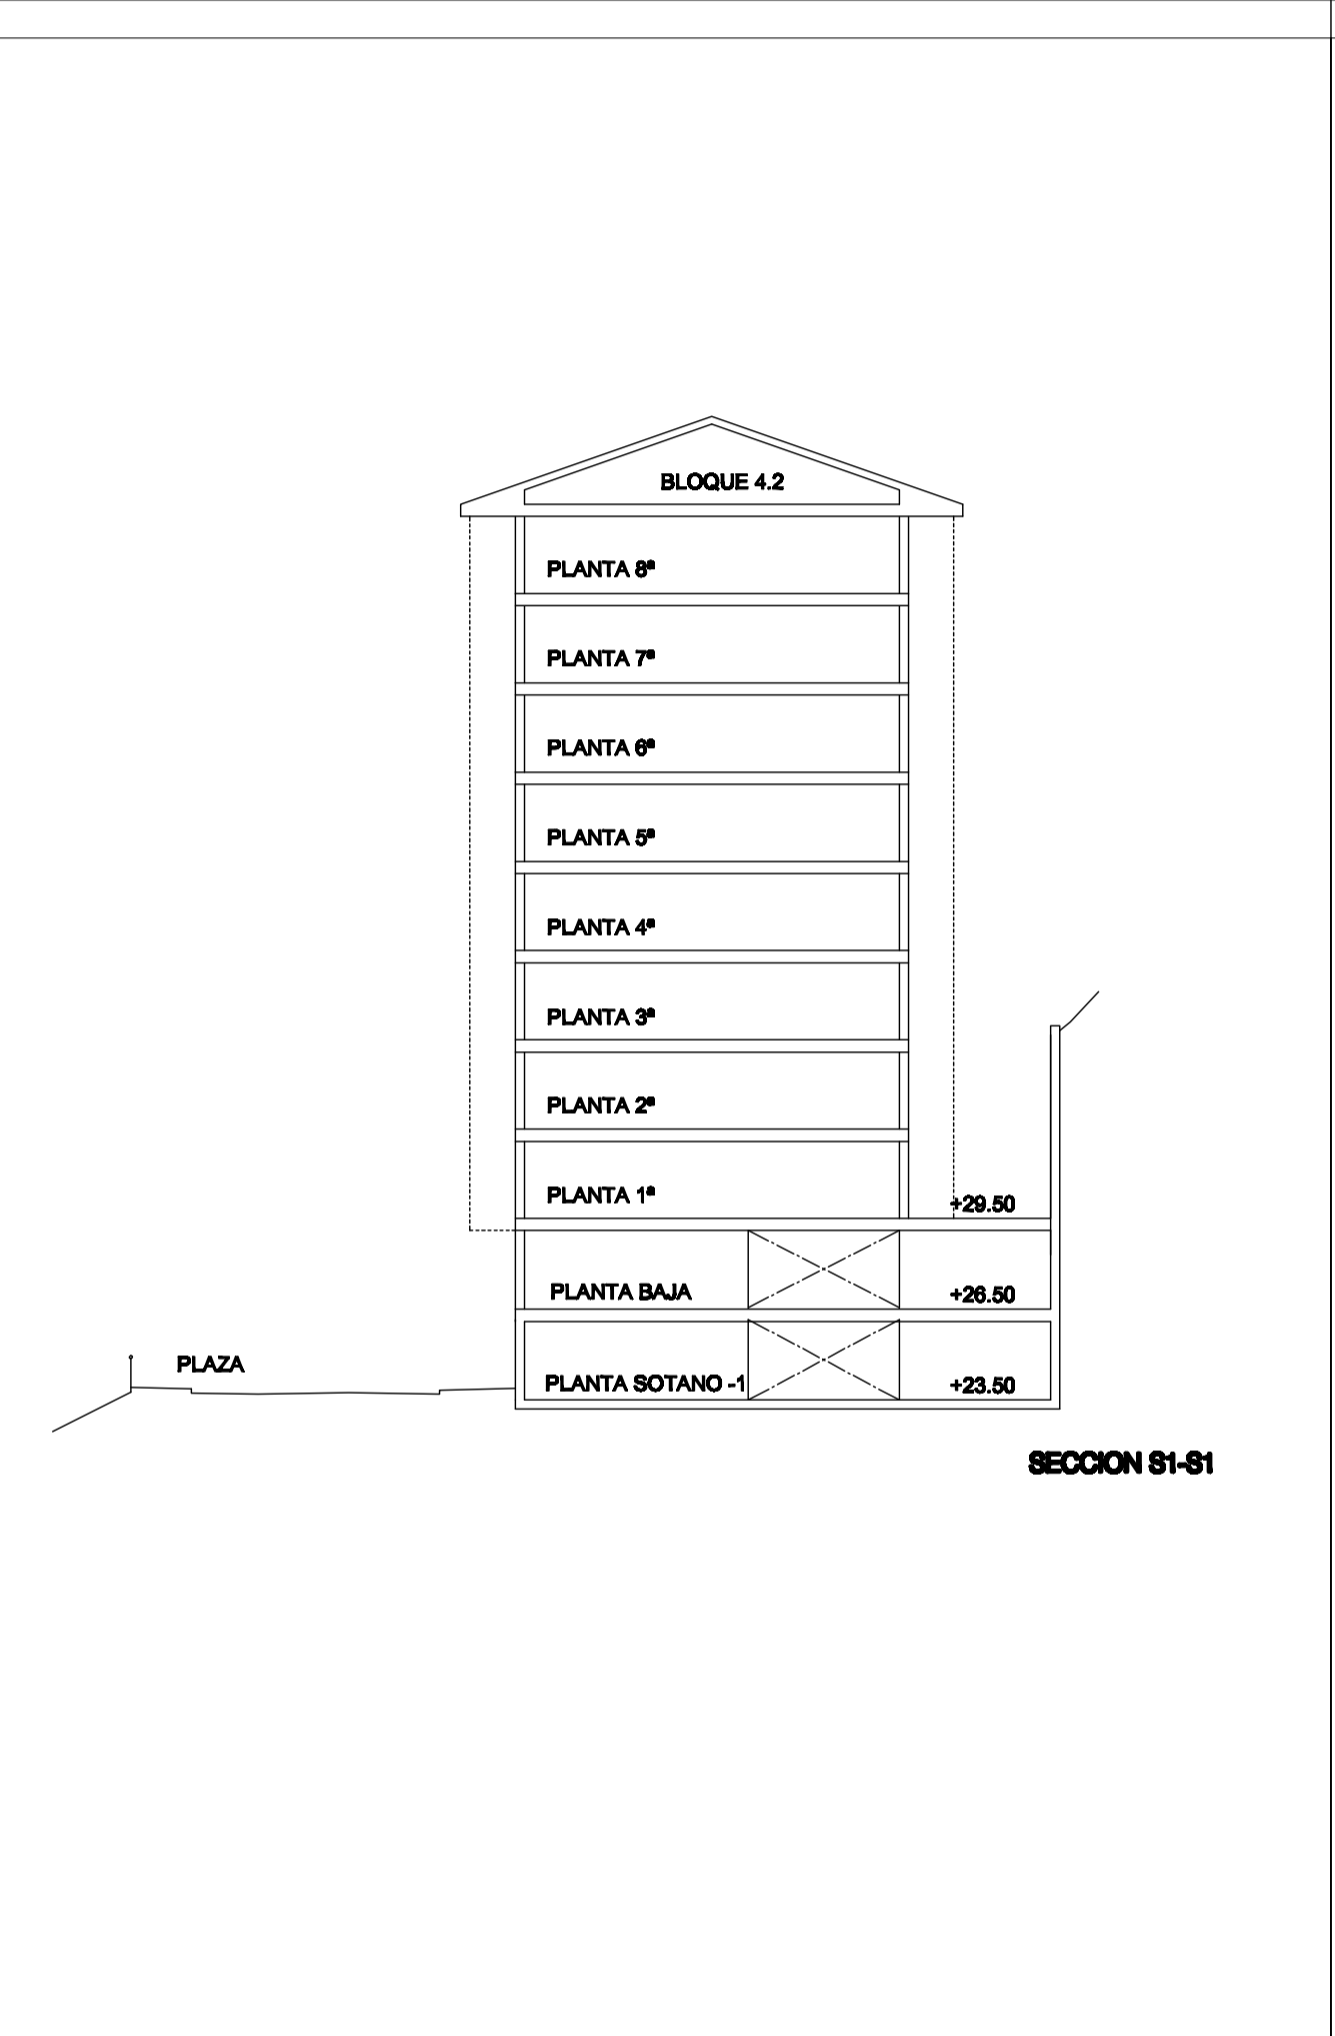 BLOQUE 4.2
PLANTA 8ª
PLANTA 7ª
PLANTA 6ª
PLANTA 5ª
PLANTA 4ª
PLANTA 3ª
PLANTA 2ª
PLANTA 1ª
+29.50
PLANTA BAJA
+26.50
PLAZA
PLANTA SOTANO -1
+23.50
SECCION S1-S1